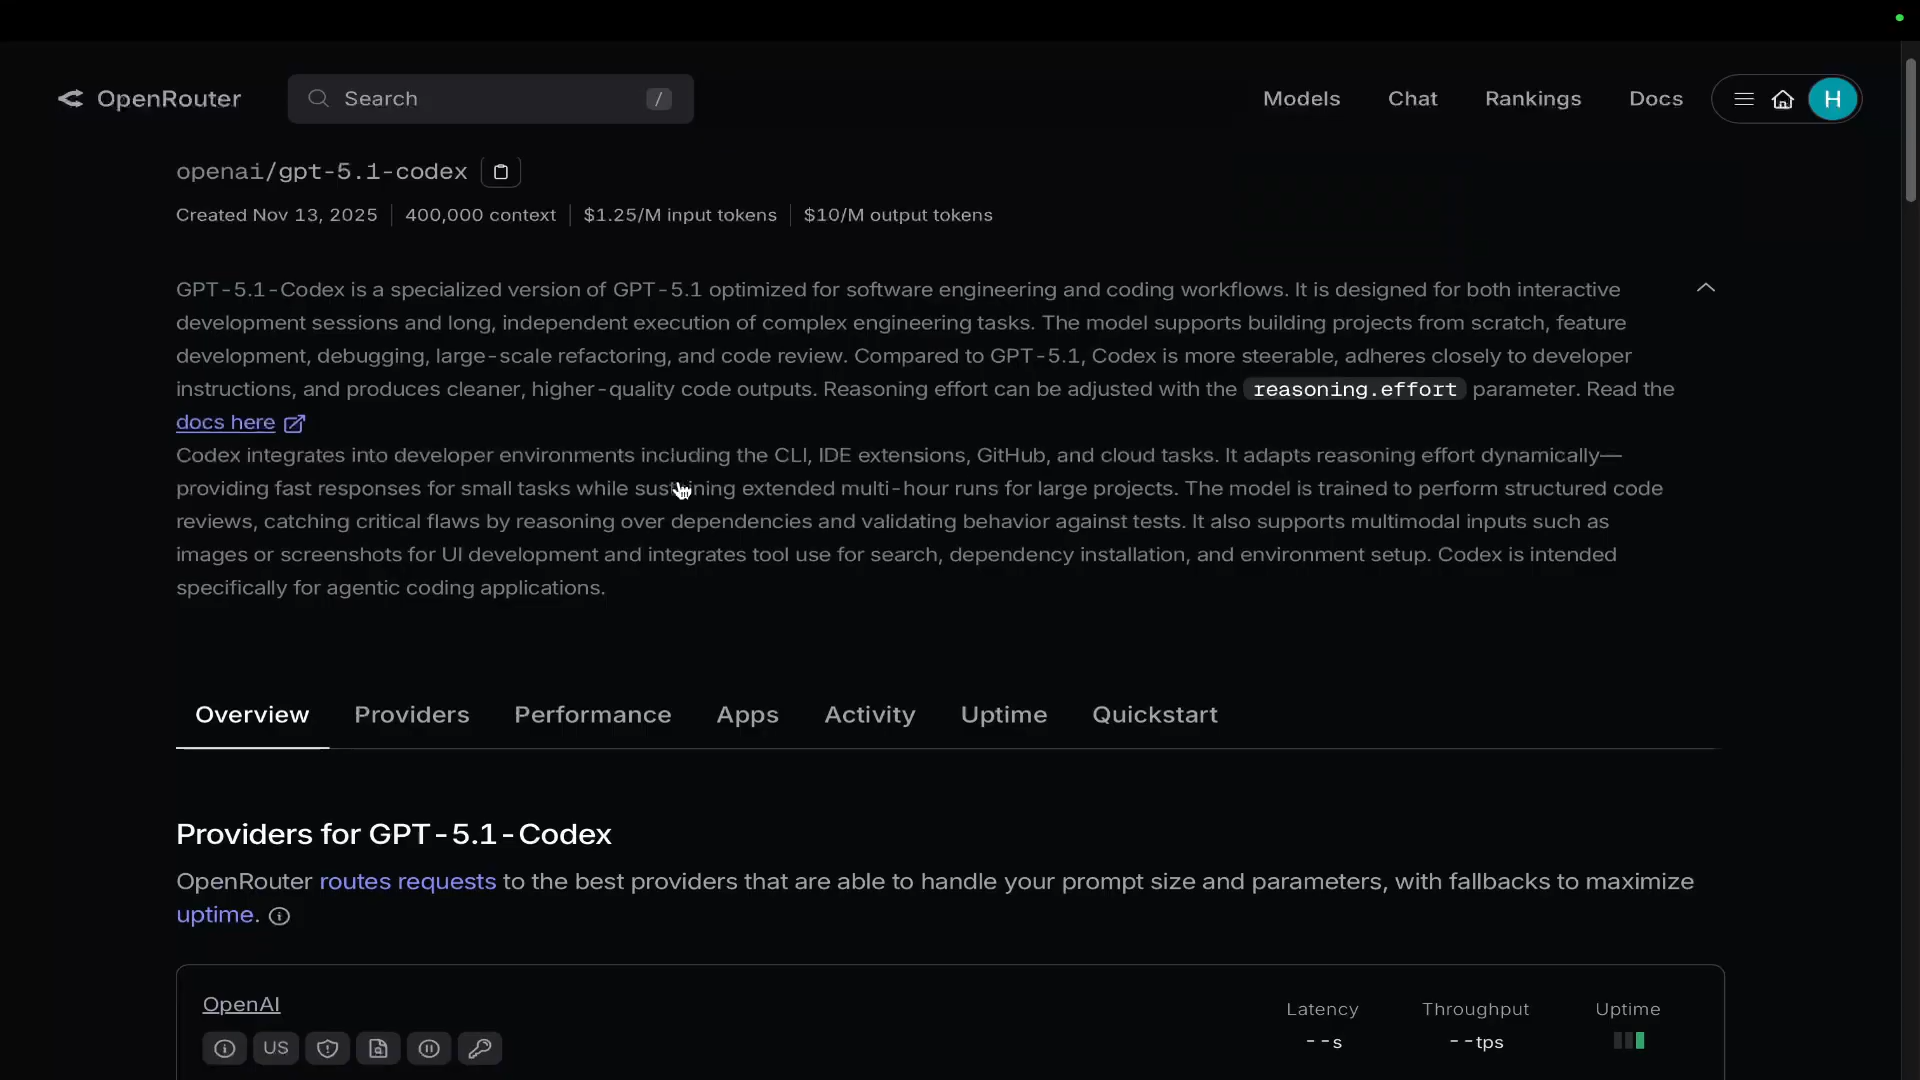 OpenRouter
Search
/
Models
Chat
Rankings
Docs
H
openai/gpt-5.1-codex
Created Nov 13, 2025
400,000 context
$1.25/M input tokens
$10/M output tokens
GPT-5.1-Codex is a specialized version of GPT-5.1 optimized for software engineering and coding workflows. It is designed for both interactive
development sessions and long, independent execution of complex engineering tasks. The model supports building projects from scratch, feature
development, debugging, large-scale refactoring, and code review. Compared to GPT-5.1, Codex is more steerable, adheres closely to developer
instructions, and produces cleaner, higher-quality code outputs. Reasoning effort can be adjusted with the reasoning.effort parameter. Read the
docs here
Codex integrates into developer environments including the CLI, IDE extensions, GitHub, and cloud tasks. It adapts reasoning effort dynamically—
providing fast responses for small tasks while sustaining extended multi-hour runs for large projects. The model is trained to perform structured code
reviews, catching critical flaws by reasoning over dependencies and validating behavior against tests. It also supports multimodal inputs such as
images or screenshots for UI development and integrates tool use for search, dependency installation, and environment setup. Codex is intended
specifically for agentic coding applications.
Overview
Providers
Performance
Apps
Activity
Uptime
Quickstart
Providers for GPT-5.1-Codex
OpenRouter routes requests to the best providers that are able to handle your prompt size and parameters, with fallbacks to maximize
uptime.
OpenAI
US
Latency
--s
Throughput
--tps
Uptime